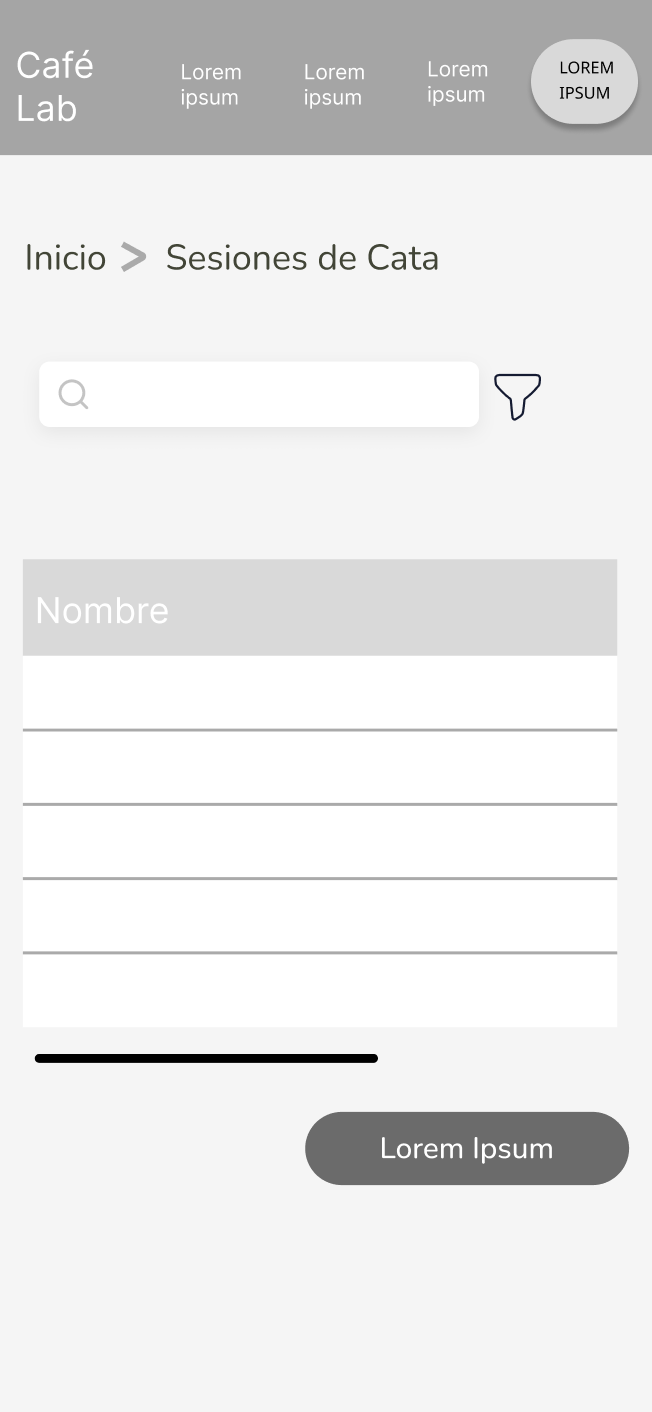 Café
Lab
Lorem
ipsum
Lorem
ipsum
Lorem
ipsum
LOREM
IPSUM
Inicio > Sesiones de Cata
Nombre
Lorem Ipsum